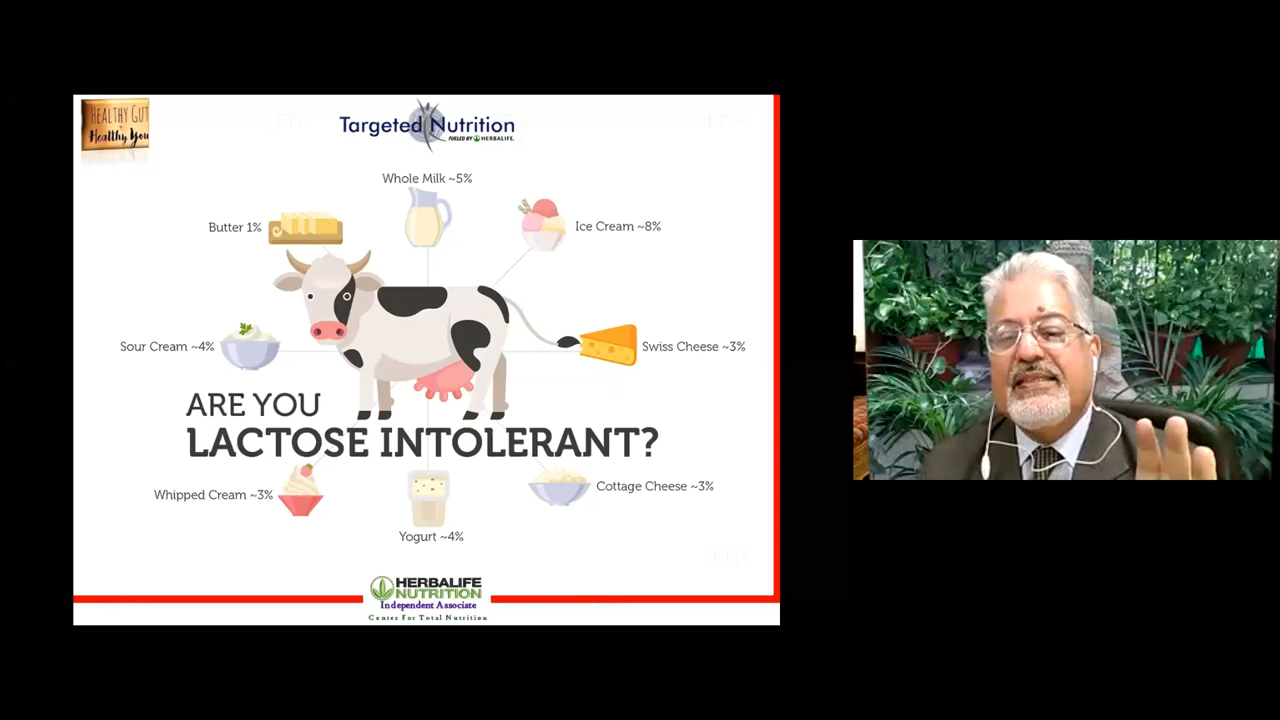 HEALTHY GUT
Healthy You
Targeted Nutrition
FUELED BY HERBALIFE.
Whole Milk ~5%
Butter 1%
Ice Cream ~8%
Sour Cream ~4%
Swiss Cheese ~3%
ARE YOU
LACTOSE INTOLERANT?
Whipped Cream ~3%
Cottage Cheese ~3%
Yogurt ~4%
HERBALIFE
NUTRITION
Independent Associate
Center For Total Nutrition